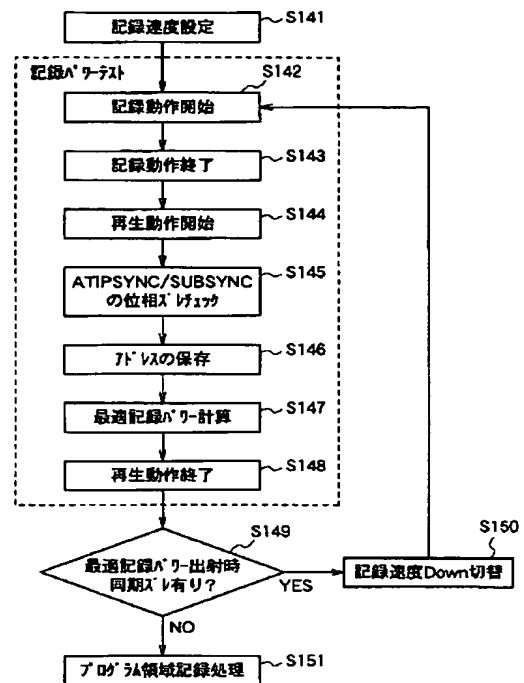 記録速度設定
S141
記録ﾊﾟﾜｰﾃｽﾄ
S142
記録動作開始
S143
記録動作終了
S144
再生動作開始
S145
ATIPSYNC/SUBSYNC
の位相ｽﾞﾚﾁｪｯｸ
S146
ｱﾄﾞﾚｽの保存
S147
最適記録ﾊﾟﾜｰ計算
S148
再生動作終了
S149
最適記録ﾊﾟﾜｰ出射時
同期ｽﾞﾚ有り?
YES
S150
記録速度Down切替
NO
S151
ﾌﾟﾛｸﾞﾗﾑ領域記録処理